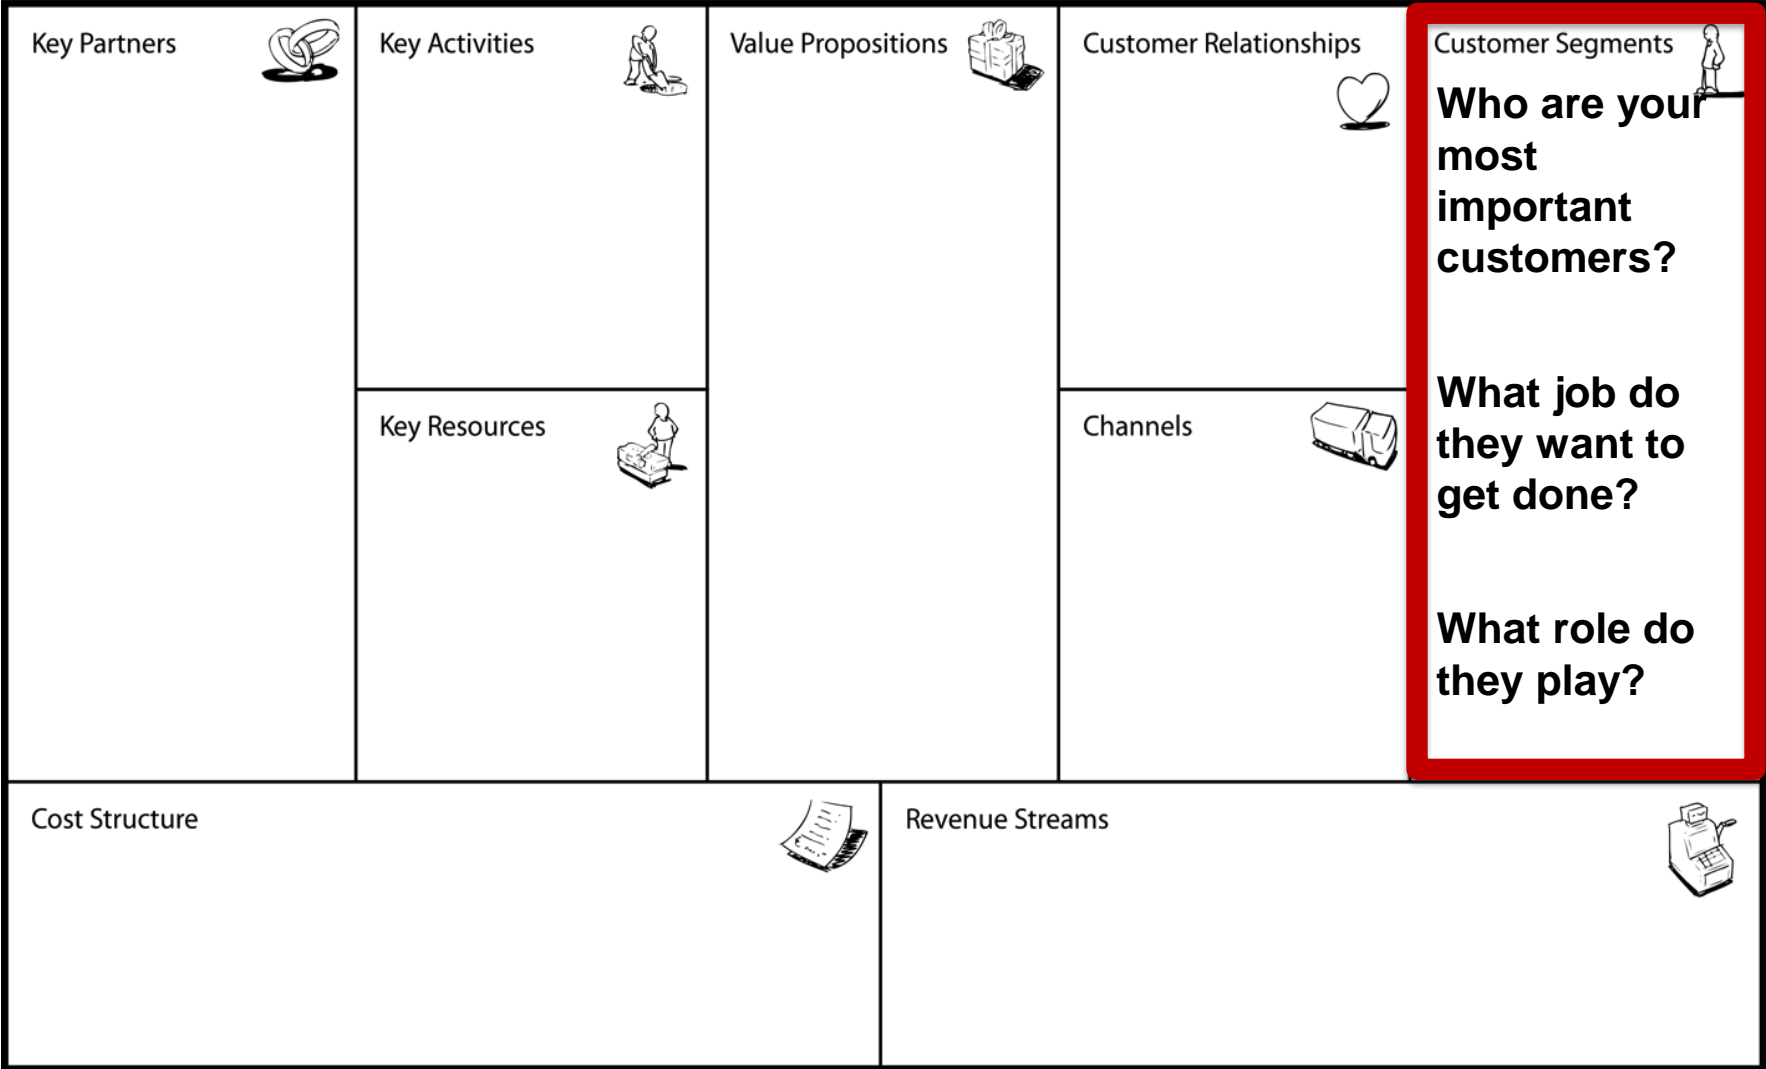 Key Partners
Key Activities
Value Propositions
Customer Relationships
Customer Segments
Who are your
most
important
customers?
What job do
they want to
get done?
What role do
they play?
Key Resources
Channels
Cost Structure
Revenue Streams